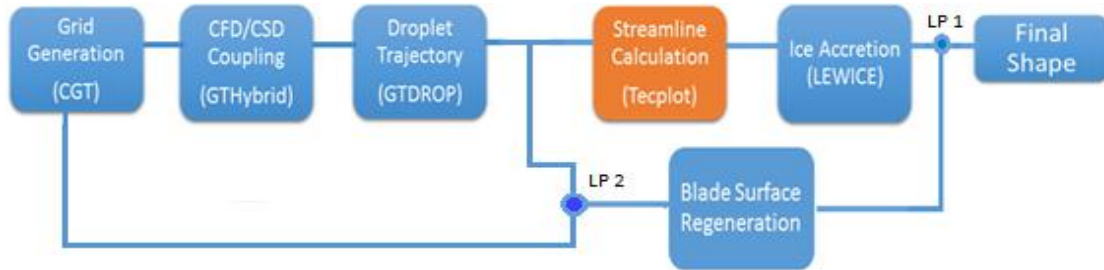 Grid
Generation
(CGT)
CFD/CSD
Coupling
(GTHybrid)
Droplet
Trajectory
(GTDROP)
Streamline
Calculation
(Tecplot)
Ice Accretion
(LEWICE)
LP 1
Final
Shape
LP 2
Blade Surface
Regeneration